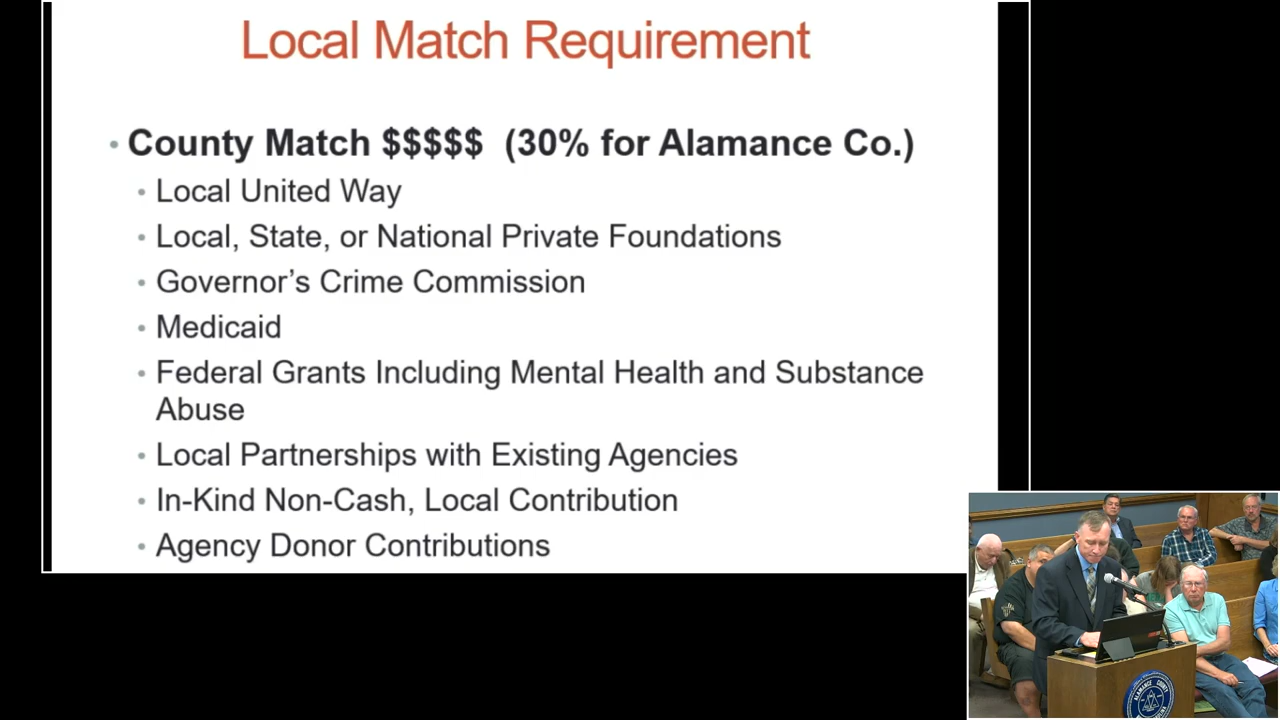 Local Match Requirement
• County Match $$$$$ (30% for Alamance Co.)
• Local United Way
• Local, State, or National Private Foundations
• Governor's Crime Commission
• Medicaid
• Federal Grants Including Mental Health and Substance
Abuse
• Local Partnerships with Existing Agencies
• In-Kind Non-Cash, Local Contribution
• Agency Donor Contributions
ALAMANCE COUNTY